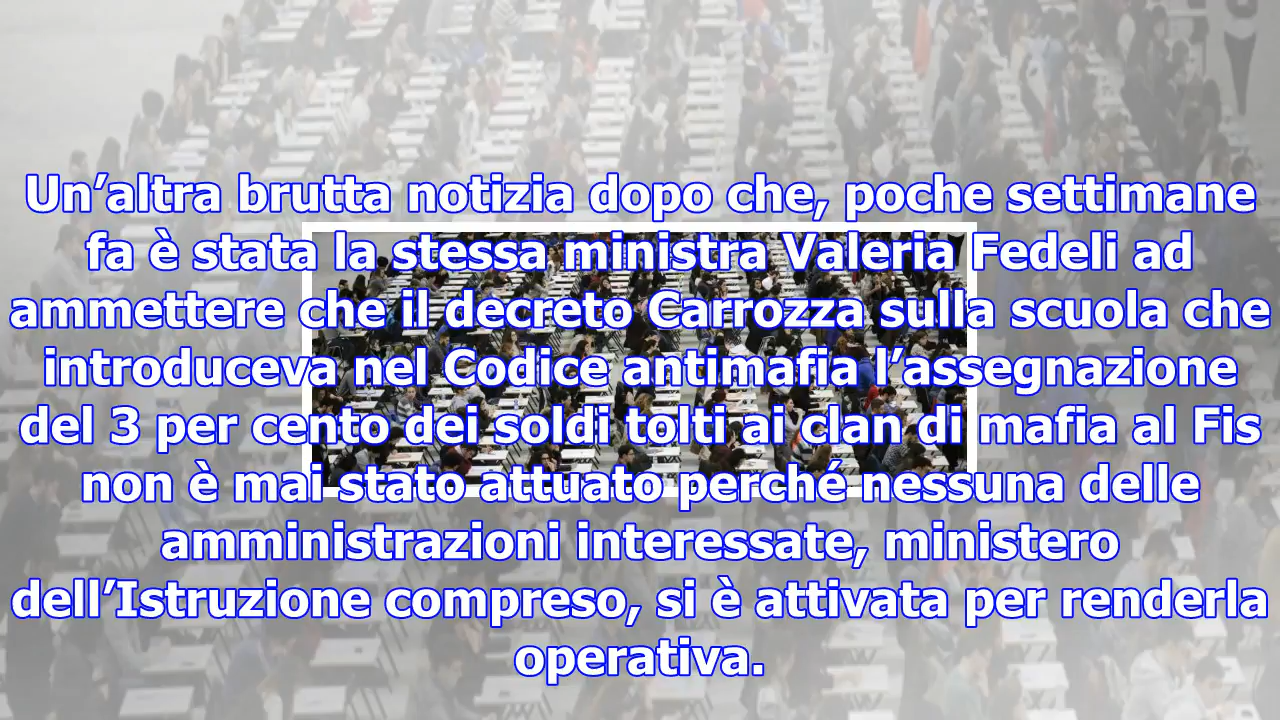 Un’altra brutta notizia dopo che, poche settimane
fa è stata la stessa ministra Valeria Fedeli ad
ammettere che il decreto Carrozza sulla scuola che
introduceva nel Codice antimafia l’assegnazione
del 3 per cento dei soldi tolti ai clan di mafia al Fis
non è mai stato attuato perché nessuna delle
amministrazioni interessate, ministero
dell’Istruzione compreso, si è attivata per renderla
operativa.